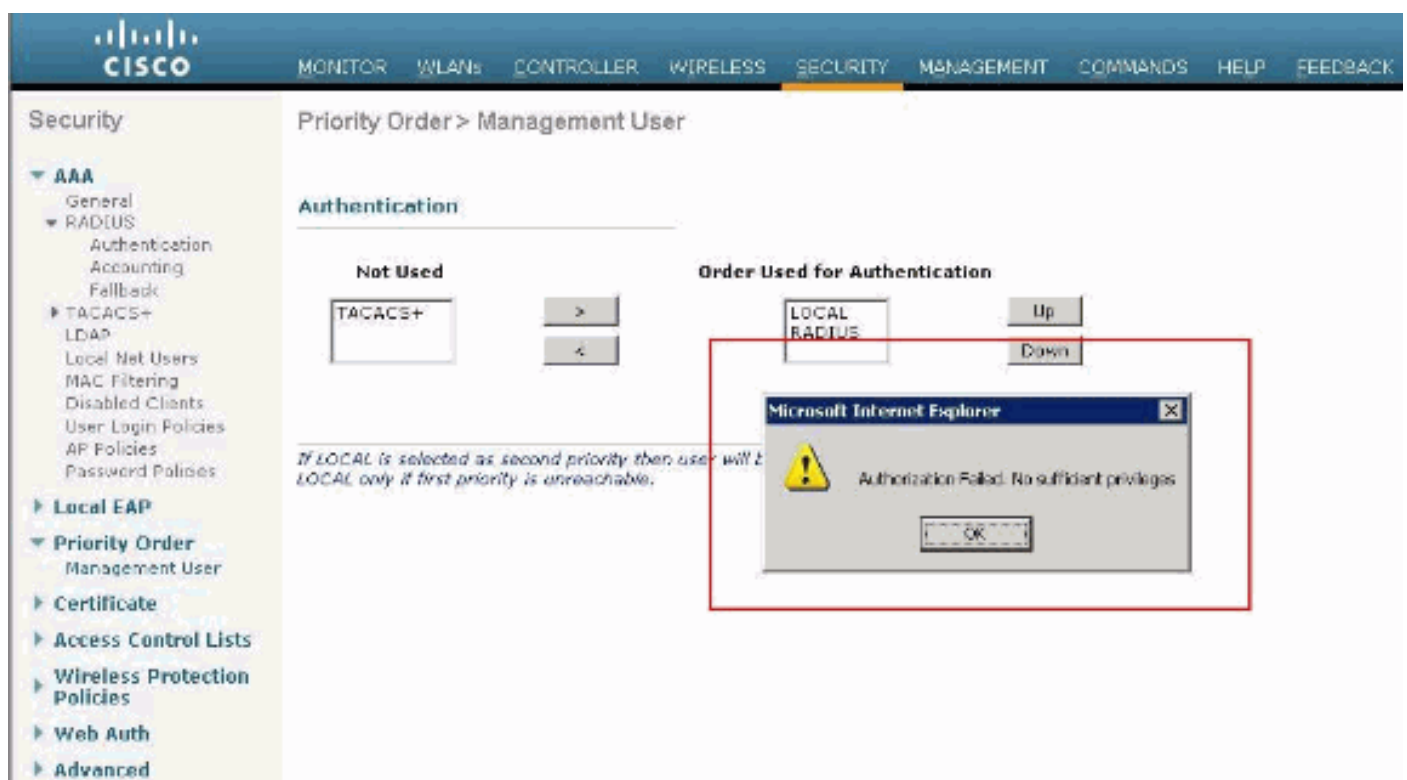 CISCO
MONITOR WLANs CONTROLLER WIRELESS SECURITY MANAGEMENT COMMANDS HELP FEEDBACK
Security
AAA
General
RADIUS
Authentication
Accounting
Fallback
TACACS+
LDAP
Local Net Users
MAC Filtering
Disabled Clients
User Login Policies
AP Policies
Password Policies
Local EAP
Priority Order
Management User
Certificate
Access Control Lists
Wireless Protection
Policies
Web Auth
Advanced
Priority Order > Management User
Authentication
Not Used
Order Used for Authentication
TACACS+
>
<
LOCAL
RADIUS
Up
Down
If LOCAL is selected as second priority then user will
LOCAL only if first priority is unreachable.
Microsoft Internet Explorer
Authorization Failed. No sufficient privileges
OK